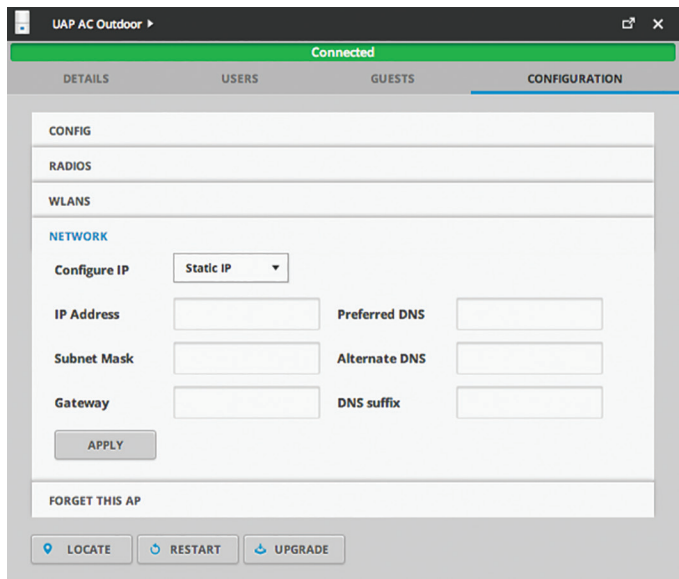 UAP AC Outdoor
Connected
DETAILS USERS GUESTS CONFIGURATION
CONFIG
RADIOS
WLANS
NETWORK
Configure IP Static IP
IP Address Preferred DNS
Subnet Mask Alternate DNS
Gateway DNS suffix
APPLY
FORGET THIS AP
LOCATE RESTART UPGRADE